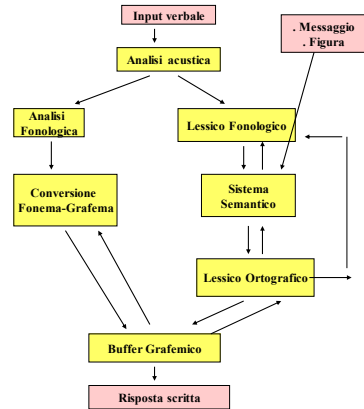 Input verbale
. Messaggio
. Figura
Analisi acustica
Analisi
Fonologica
Lessico Fonologico
Conversione
Fonema-Grafema
Sistema
Semantico
Lessico Ortografico
Buffer Grafemico
Risposta scritta